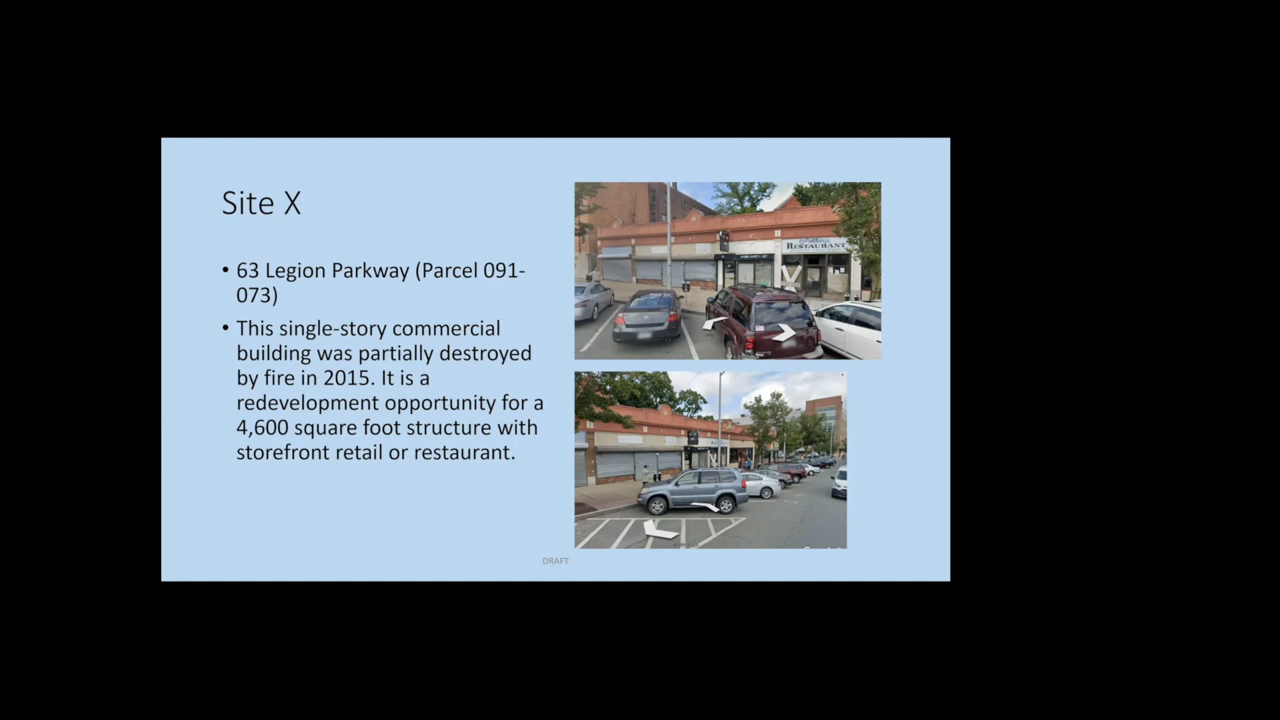 Site X
• 63 Legion Parkway (Parcel 091-
073)
• This single-story commercial
building was partially destroyed
by fire in 2015. It is a
redevelopment opportunity for a
4,600 square foot structure with
storefront retail or restaurant.
RESTAURANT
DRAFT